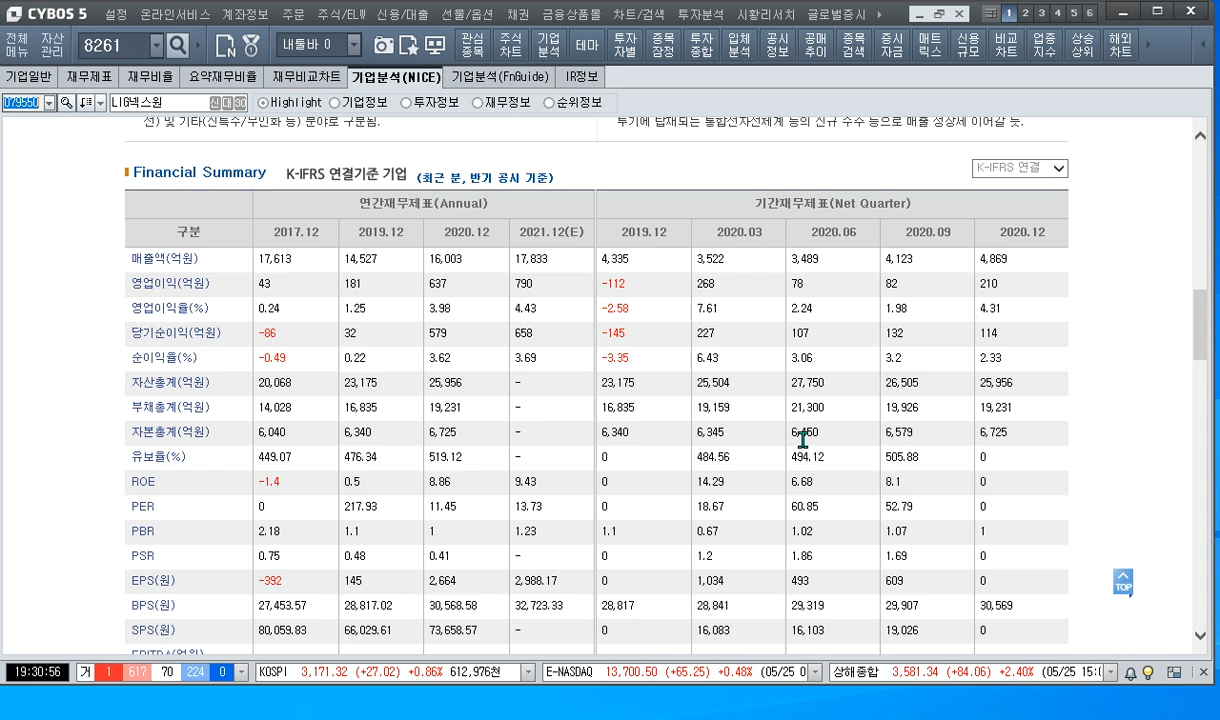 CYBOS 5 설정 온라인서비스 계좌정보 주문 주식/ELW 신용/대출 선물/옵션 채권 금융상품몰 차트/검색 투자분석 시황리서치 글로벌증시 1 2 3 4 5 6
전체메뉴 자산관리 8261 내툴바 0 관심종목 주식차트 기업분석 테마 투자자별 종목잠정 투자종합 입체분석 공시정보 공매추이 종목검색 증시자금 매트릭스 신용규모 비교차트 업종지수 상승상위 해외차트
기업일반 재무제표 재무비율 요약재무비율 재무비교차트 기업분석(NICE) 기업분석(FnGuide) IR정보
079550 LIG넥스원 신 대 30 Highlight 기업정보 투자정보 재무정보 순위정보
선) 및 기타(신특수/무인화 등) 분야로 구분됨. 투기에 탑재되는 통합전자전체계 등의 신규 수주 등으로 매출 성장세 이어갈 듯.
Financial Summary K-IFRS 연결기준 기업 (최근 분, 반기 공시 기준) K-IFRS 연결
연간재무제표(Annual) 기간재무제표(Net Quarter)
구분 2017.12 2019.12 2020.12 2021.12(E) 2019.12 2020.03 2020.06 2020.09 2020.12
매출액(억원) 17,613 14,527 16,003 17,833 4,335 3,522 3,489 4,123 4,869
영업이익(억원) 43 181 637 790 -112 268 78 82 210
영업이익율(%) 0.24 1.25 3.98 4.43 -2.58 7.61 2.24 1.98 4.31
당기순이익(억원) -86 32 579 658 -145 227 107 132 114
순이익율(%) -0.49 0.22 3.62 3.69 -3.35 6.43 3.06 3.2 2.33
자산총계(억원) 20,068 23,175 25,956 - 23,175 25,504 27,750 26,505 25,956
부채총계(억원) 14,028 16,835 19,231 - 16,835 19,159 21,300 19,926 19,231
자본총계(억원) 6,040 6,340 6,725 - 6,340 6,345 6,450 6,579 6,725
유보율(%) 449.07 476.34 519.12 - 0 484.56 494.12 505.88 0
ROE -1.4 0.5 8.86 9.43 0 14.29 6.68 8.1 0
PER 0 217.93 11.45 13.73 0 18.67 60.85 52.79 0
PBR 2.18 1.1 1 1.23 1.1 0.67 1.02 1.07 1
PSR 0.75 0.48 0.41 - 0 1.2 1.86 1.69 0
EPS(원) -392 145 2,664 2,988.17 0 1,034 493 609 0
BPS(원) 27,453.57 28,817.02 30,568.58 32,723.33 28,817 28,841 29,319 29,907 30,569
SPS(원) 80,059.83 66,029.61 73,658.57 - 0 16,083 16,103 19,026 0
EBITDA(억원)
TOP
19:30:56 거 1 617 70 224 0 KOSPI 3,171.32 (+27.02) +0.86% 612,976천 E-NASDAQ 13,700.50 (+65.25) +0.48% (05/25 0 상해종합 3,581.34 (+84.06) +2.40% (05/25 15:(